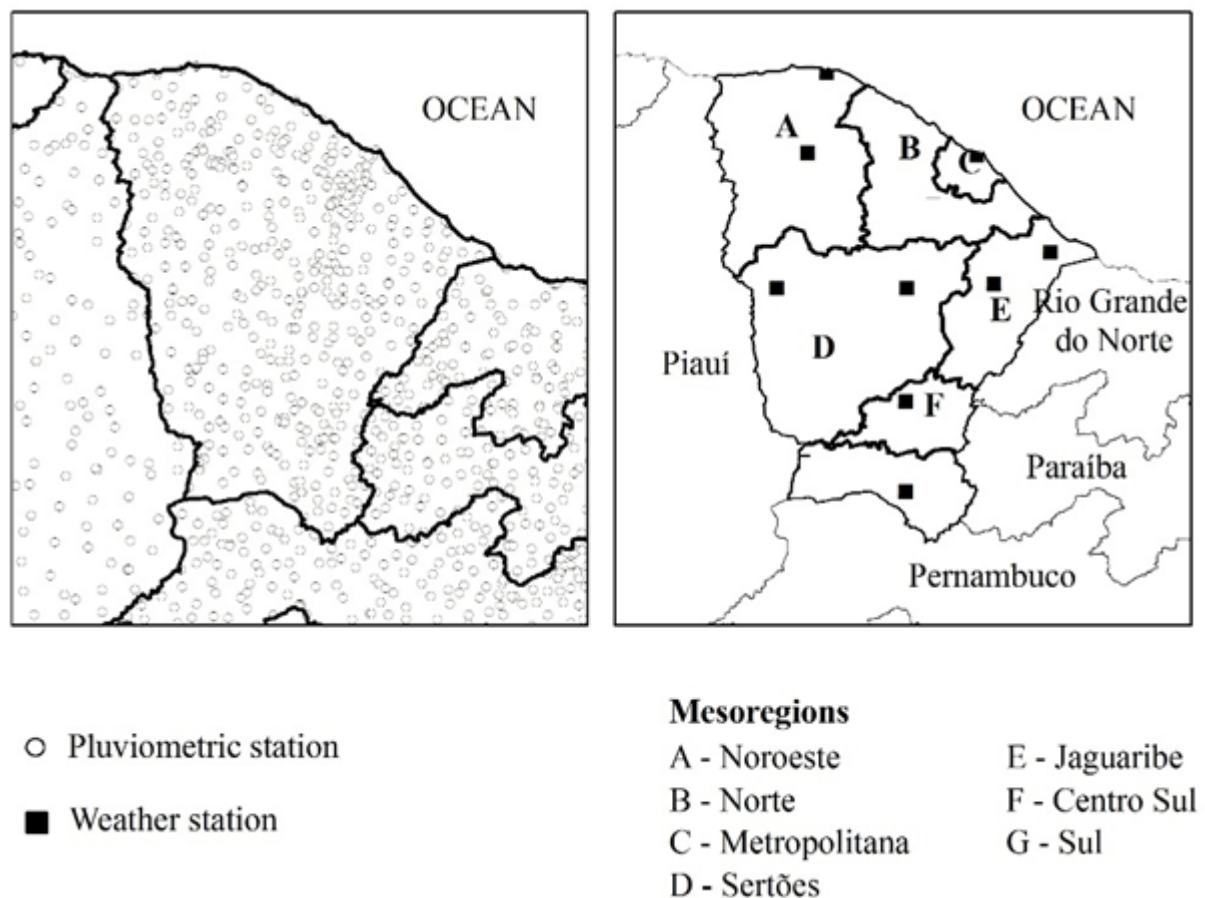 OCEAN
OCEAN
A
B
C
Rio Grande
E
do Norte
D
Piauí
F
Paraíba
Pernambuco
Pluviometric station
Weather station
Mesoregions
A - Noroeste
B - Norte
C - Metropolitana
D - Sertões
E - Jaguaribe
F - Centro Sul
G - Sul